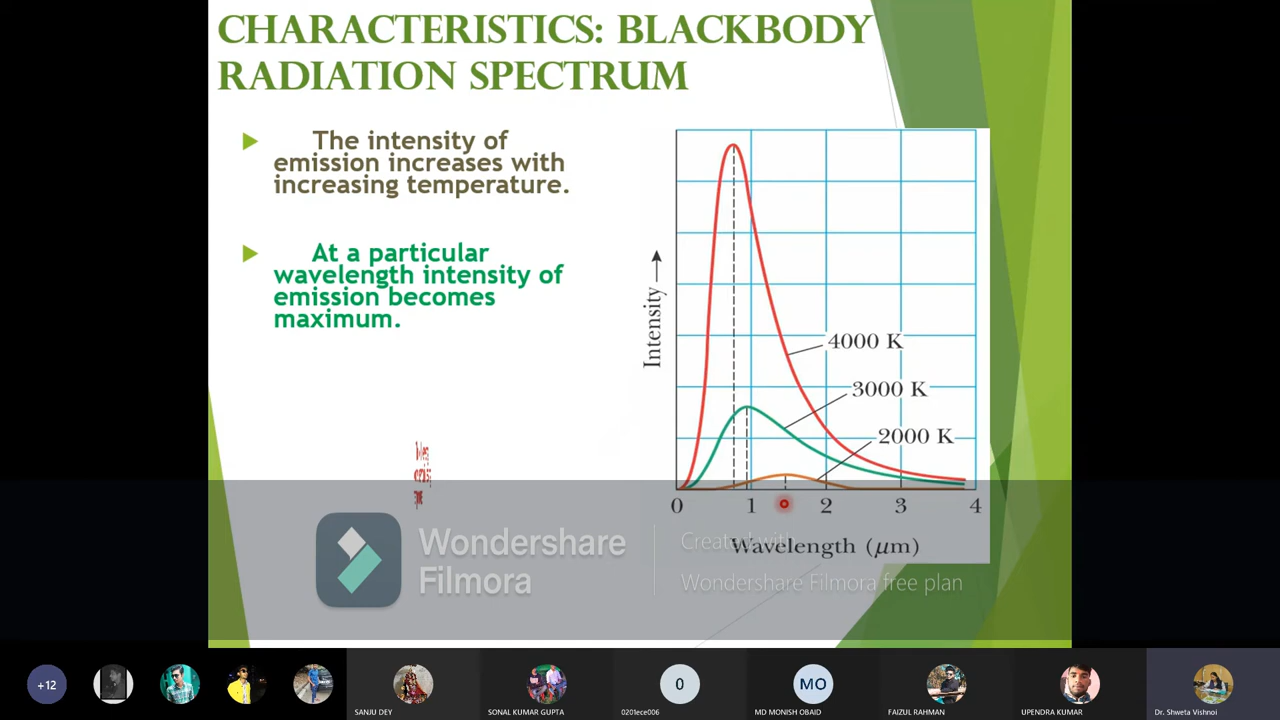 CHARACTERISTICS: BLACKBODY
RADIATION SPECTRUM
The intensity of
emission increases with
increasing temperature.
At a particular
wavelength intensity of
emission becomes
maximum.
Intensity
4000 K
3000 K
2000 K
0 1 2 3 4
Wavelength (μm)
Wondershare
Filmora
Created with
Wondershare Filmora free plan
+12
0
MO
SANJU DEY
SONAL KUMAR GUPTA
0201ece006
MD MONISH OBAID
FAIZUL RAHMAN
UPENDRA KUMAR
Dr. Shweta Vishnoi